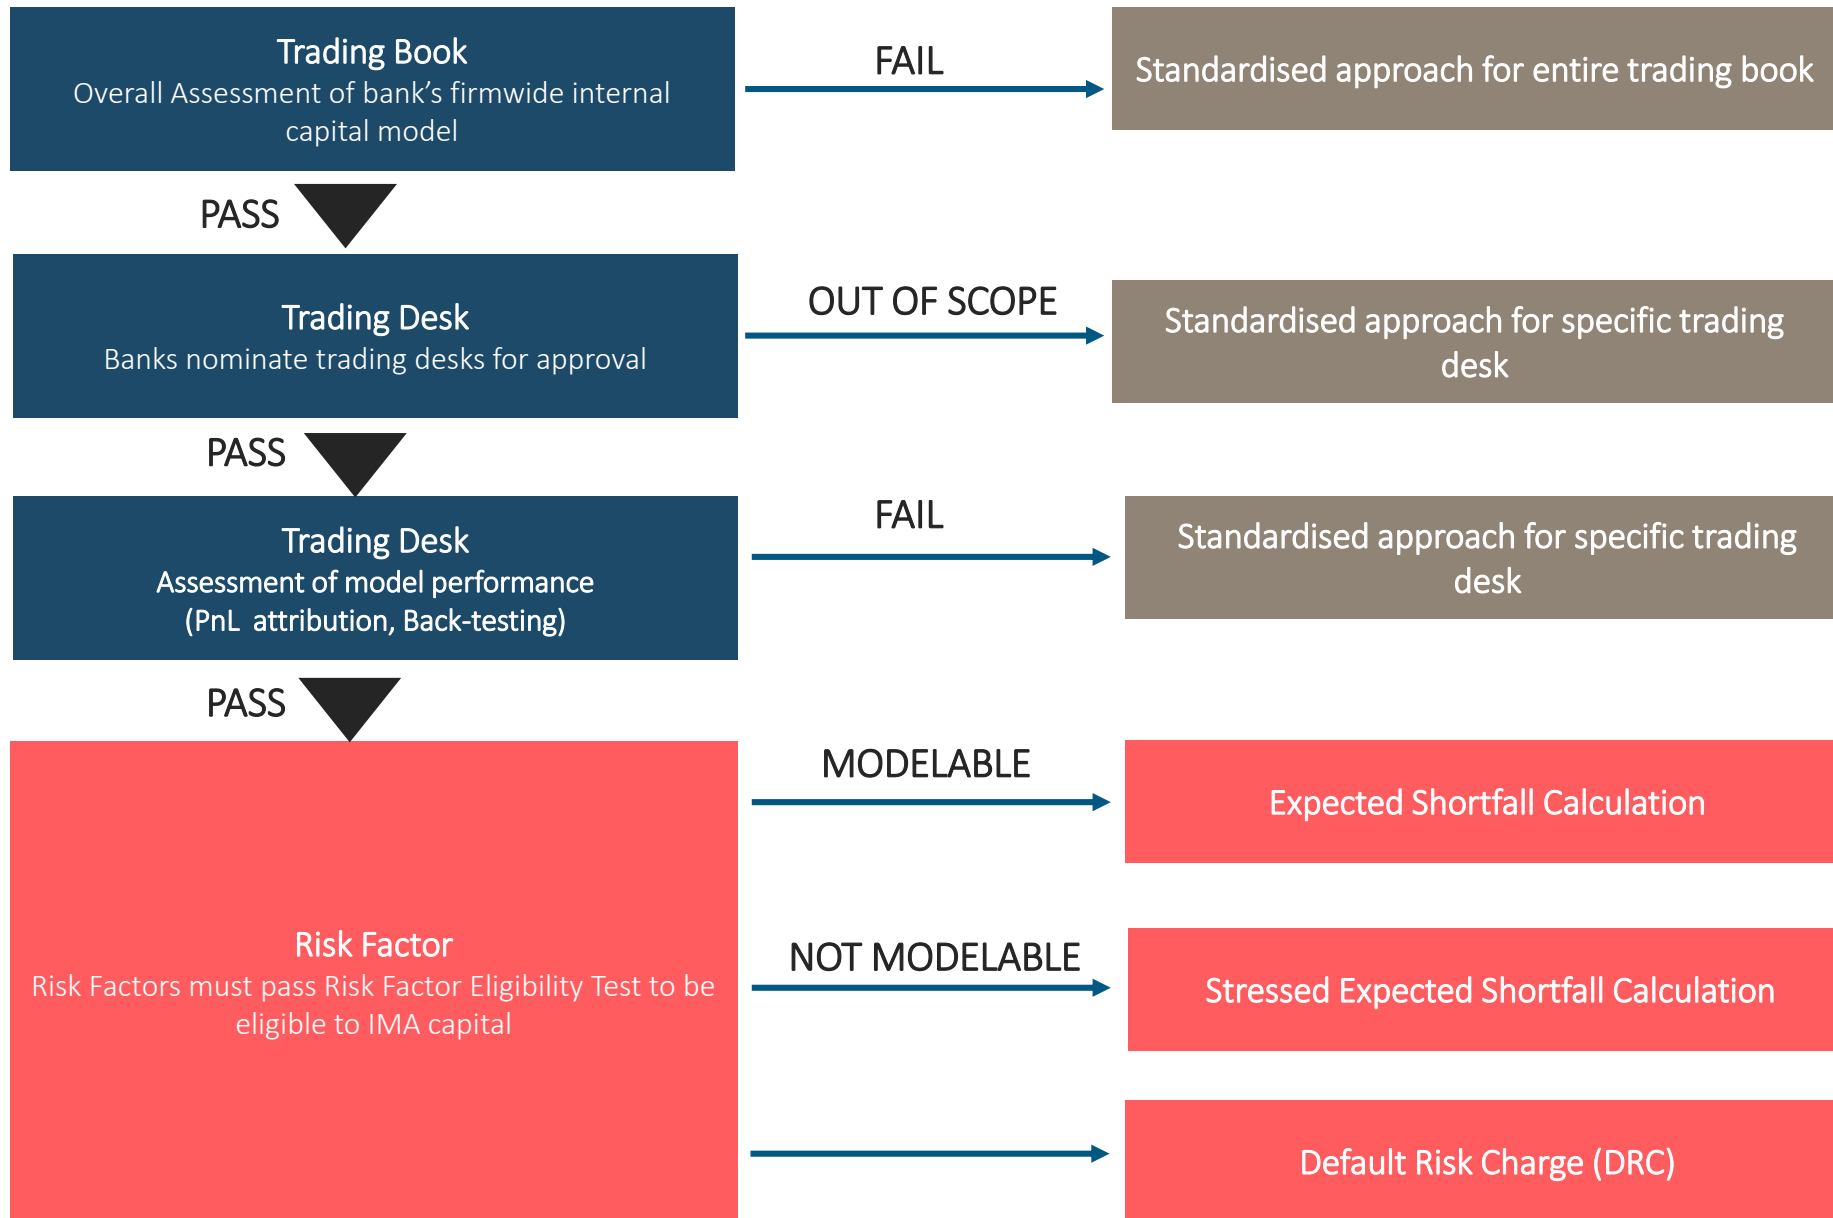 Trading Book
Overall Assessment of bank’s firmwide internal
capital model
FAIL
Standardised approach for entire trading book
PASS
Trading Desk
Banks nominate trading desks for approval
OUT OF SCOPE
Standardised approach for specific trading
desk
PASS
Trading Desk
Assessment of model performance
(PnL  attribution, Back-testing)
FAIL
Standardised approach for specific trading
desk
PASS
Risk Factor
Risk Factors must pass Risk Factor Eligibility Test to be
eligible to IMA capital
MODELABLE
Expected Shortfall Calculation
NOT MODELABLE
Stressed Expected Shortfall Calculation
Default Risk Charge (DRC)